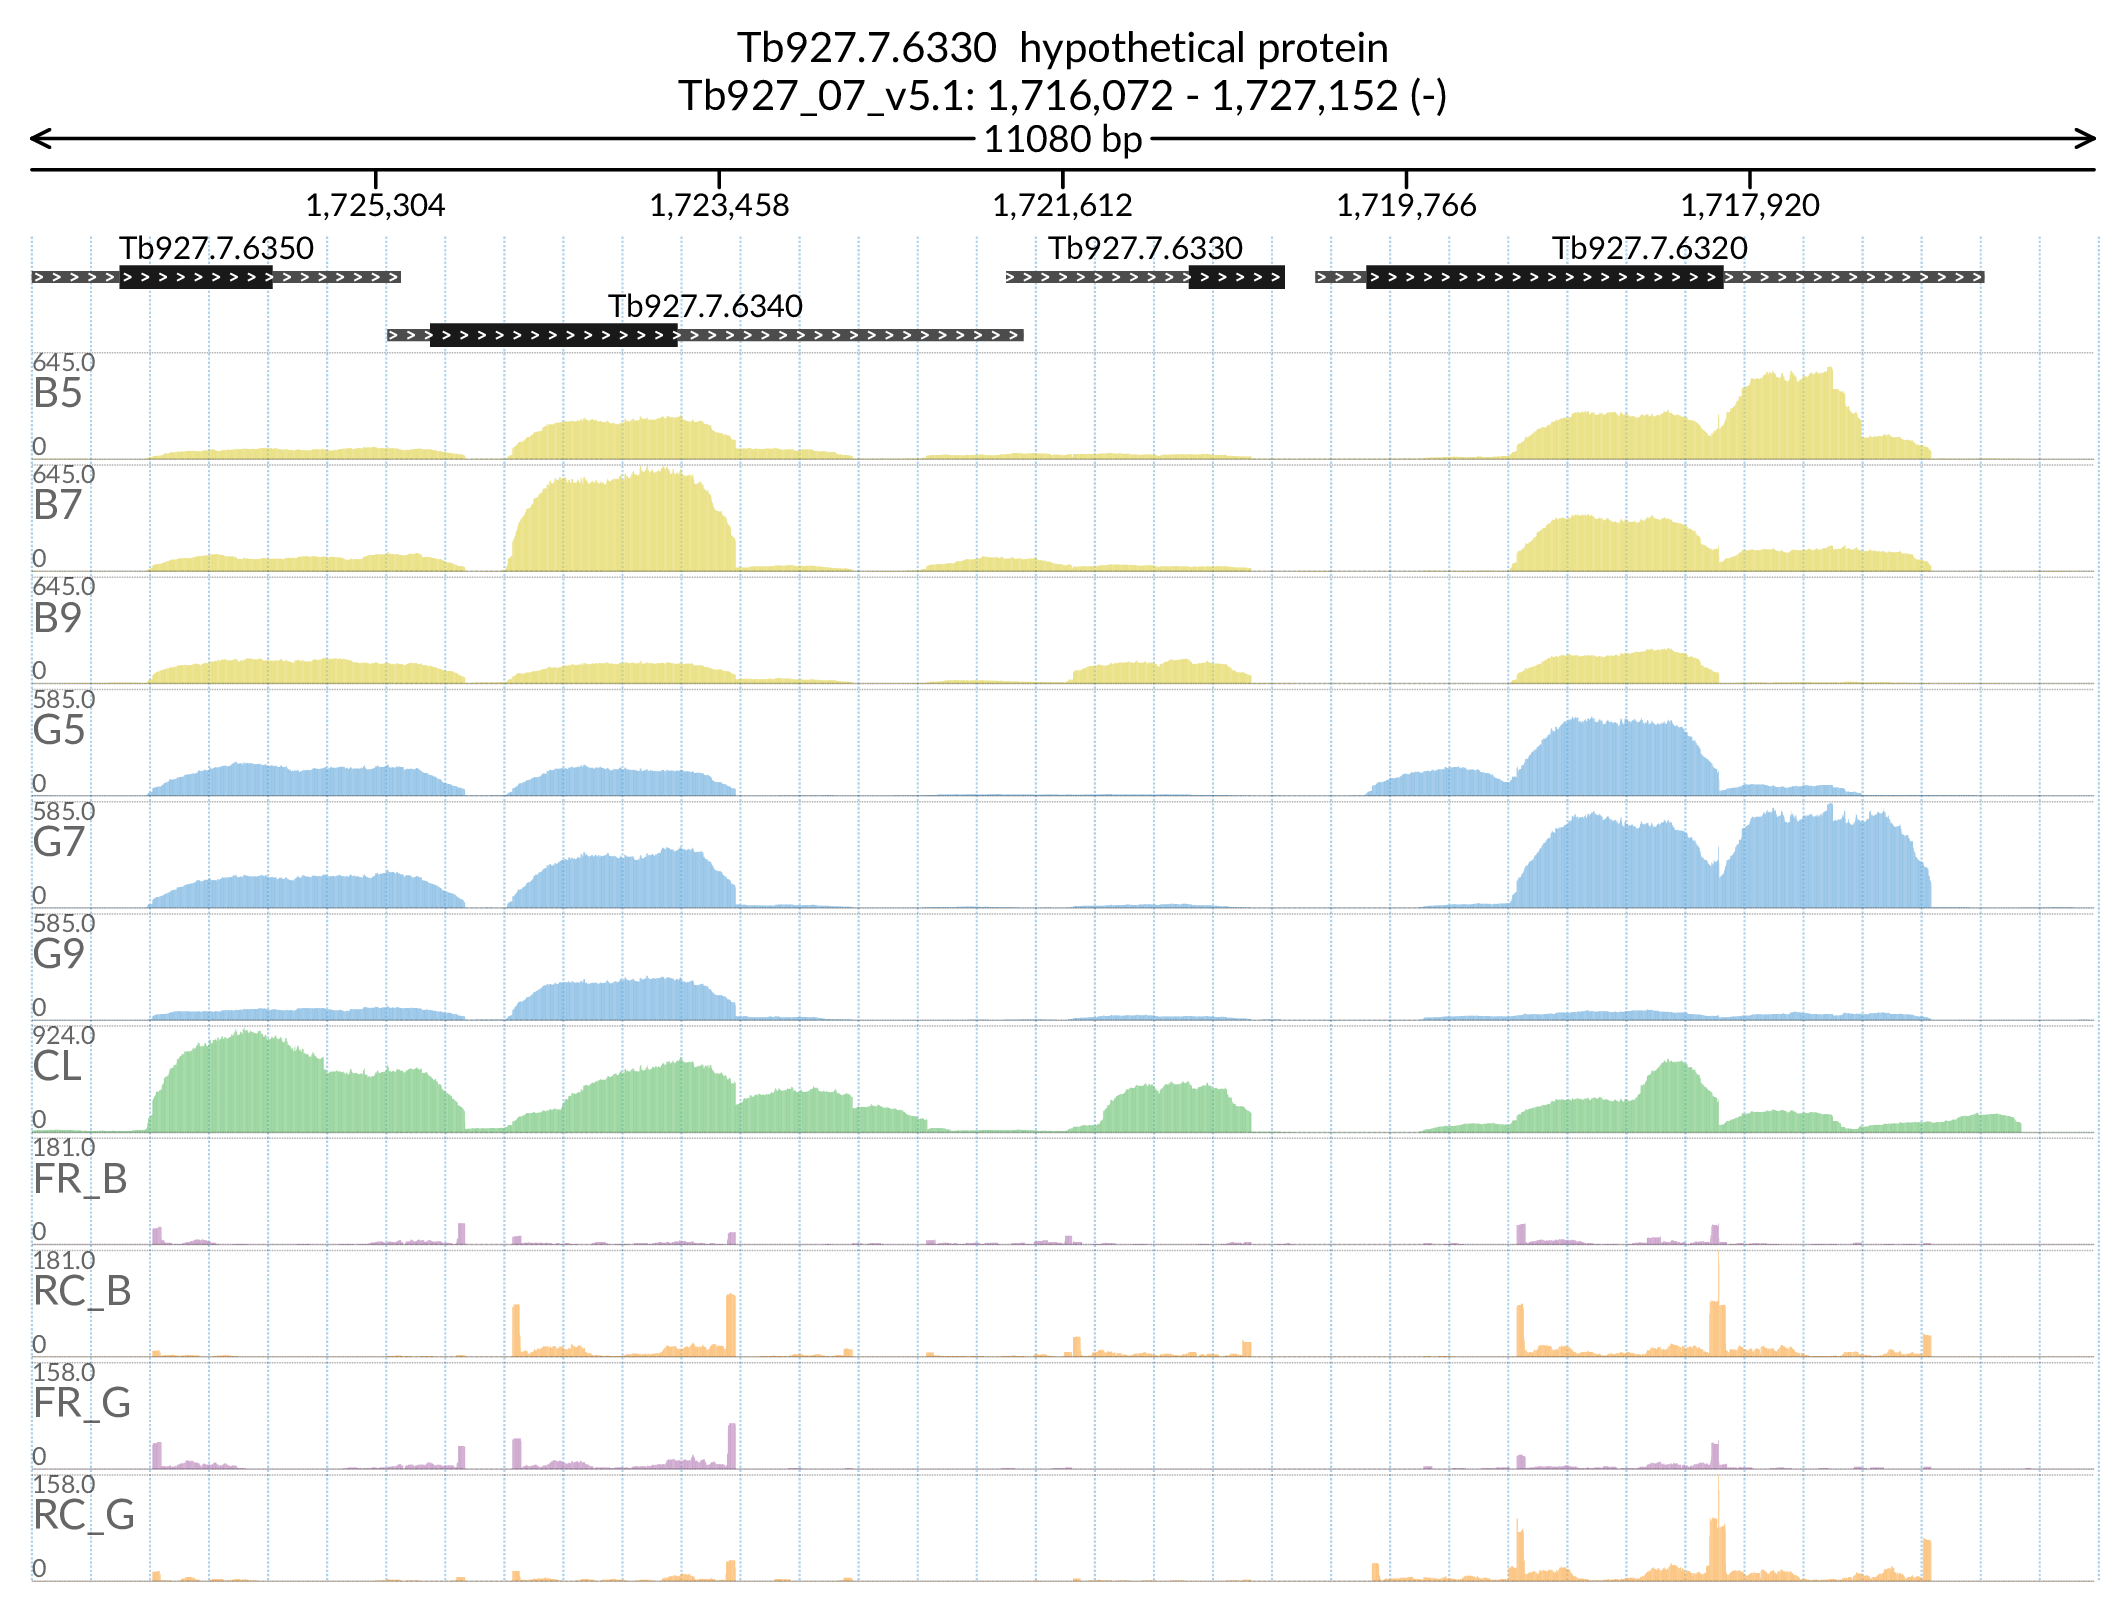 Tb927.7.6330  hypothetical protein
Tb927_07_v5.1: 1,716,072 - 1,727,152 (-)
11080 bp
1,725,304 1,723,458 1,721,612 1,719,766 1,717,920
Tb927.7.6350 Tb927.7.6330 Tb927.7.6320
Tb927.7.6340
645.0
B5
0
645.0
B7
0
645.0
B9
0
585.0
G5
0
585.0
G7
0
585.0
G9
0
924.0
CL
0
181.0
FR_B
0
181.0
RC_B
0
158.0
FR_G
0
158.0
RC_G
0